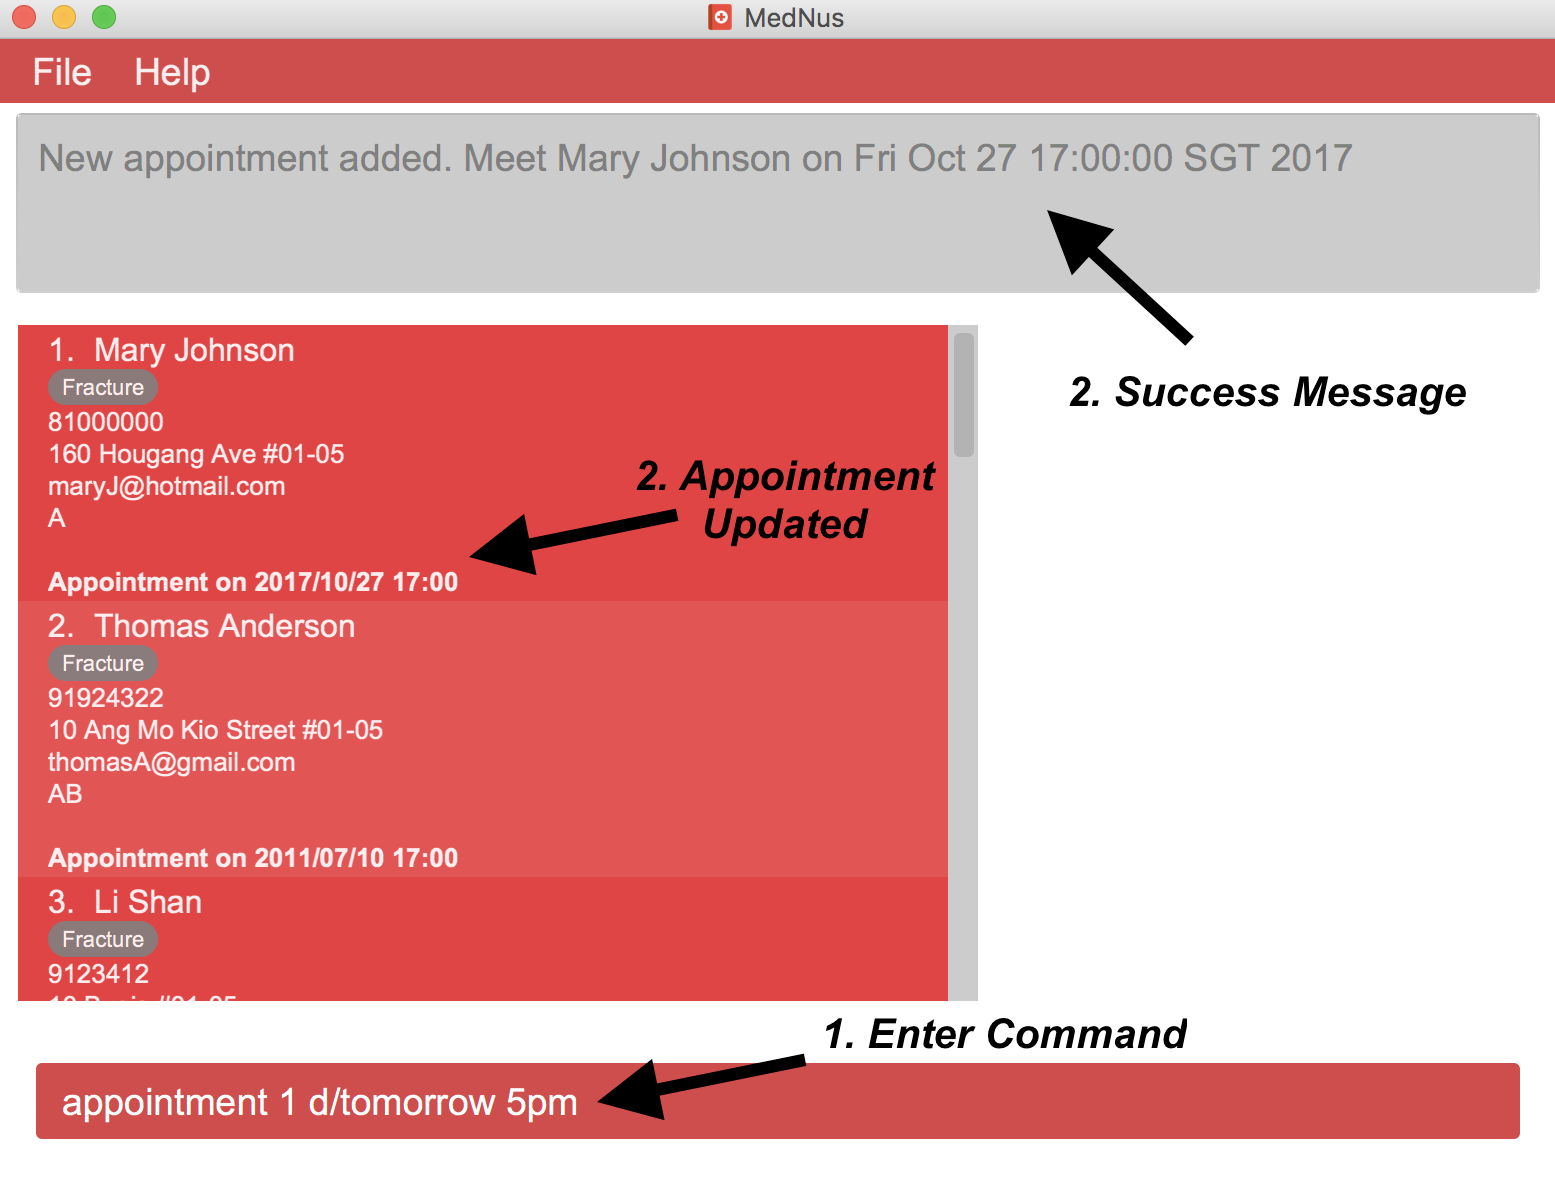 MedNus
File Help
New appointment added. Meet Mary Johnson on Fri Oct 27 17:00:00 SGT 2017
2. Success Message
1. Mary Johnson
Fracture
81000000
160 Hougang Ave #01-05
maryJ@hotmail.com
A
2. Appointment
Updated
Appointment on 2017/10/27 17:00
2. Thomas Anderson
Fracture
91924322
10 Ang Mo Kio Street #01-05
thomasA@gmail.com
AB
Appointment on 2011/07/10 17:00
3. Li Shan
Fracture
9123412
1. Enter Command
appointment 1 d/tomorrow 5pm